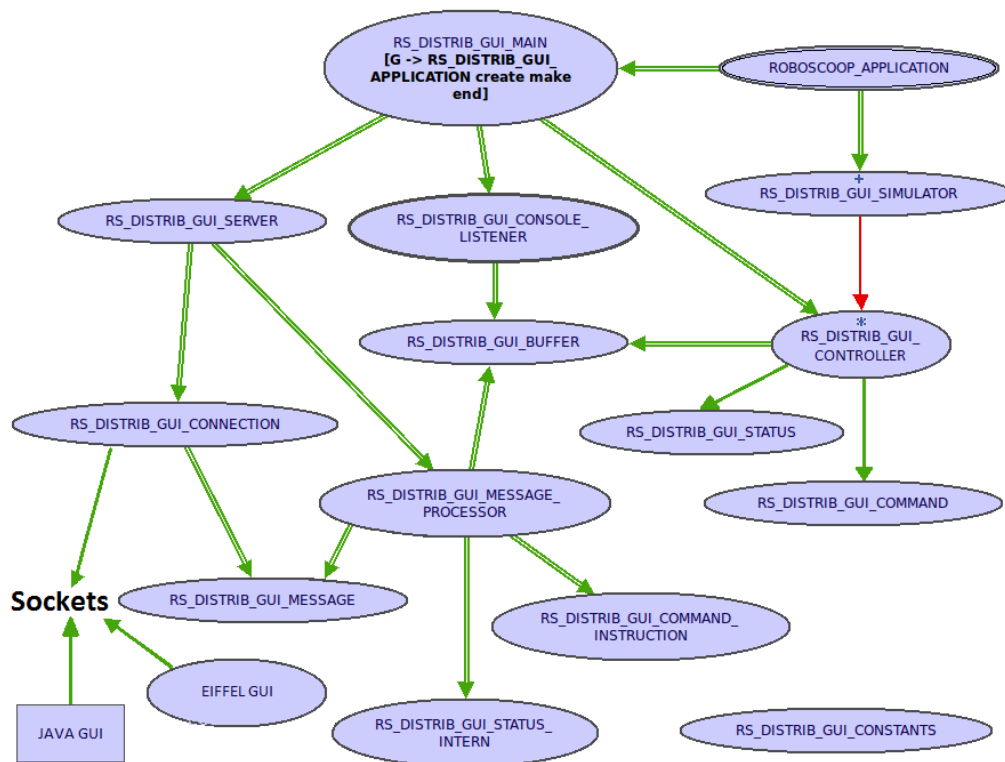 RS_DISTRIB_GUI_MAIN
[G -> RS_DISTRIB_GUI_
APPLICATION create make
end]
ROBOSCOOP_APPLICATION
+
RS_DISTRIB_GUI_SIMULATOR
RS_DISTRIB_GUI_SERVER
RS_DISTRIB_GUI_CONSOLE_
LISTENER
*
RS_DISTRIB_GUI_
CONTROLLER
RS_DISTRIB_GUI_BUFFER
RS_DISTRIB_GUI_CONNECTION
RS_DISTRIB_GUI_STATUS
RS_DISTRIB_GUI_MESSAGE_
PROCESSOR
RS_DISTRIB_GUI_COMMAND
Sockets
RS_DISTRIB_GUI_MESSAGE
RS_DISTRIB_GUI_COMMAND_
INSTRUCTION
EIFFEL GUI
JAVA GUI
RS_DISTRIB_GUI_STATUS_
INTERN
RS_DISTRIB_GUI_CONSTANTS